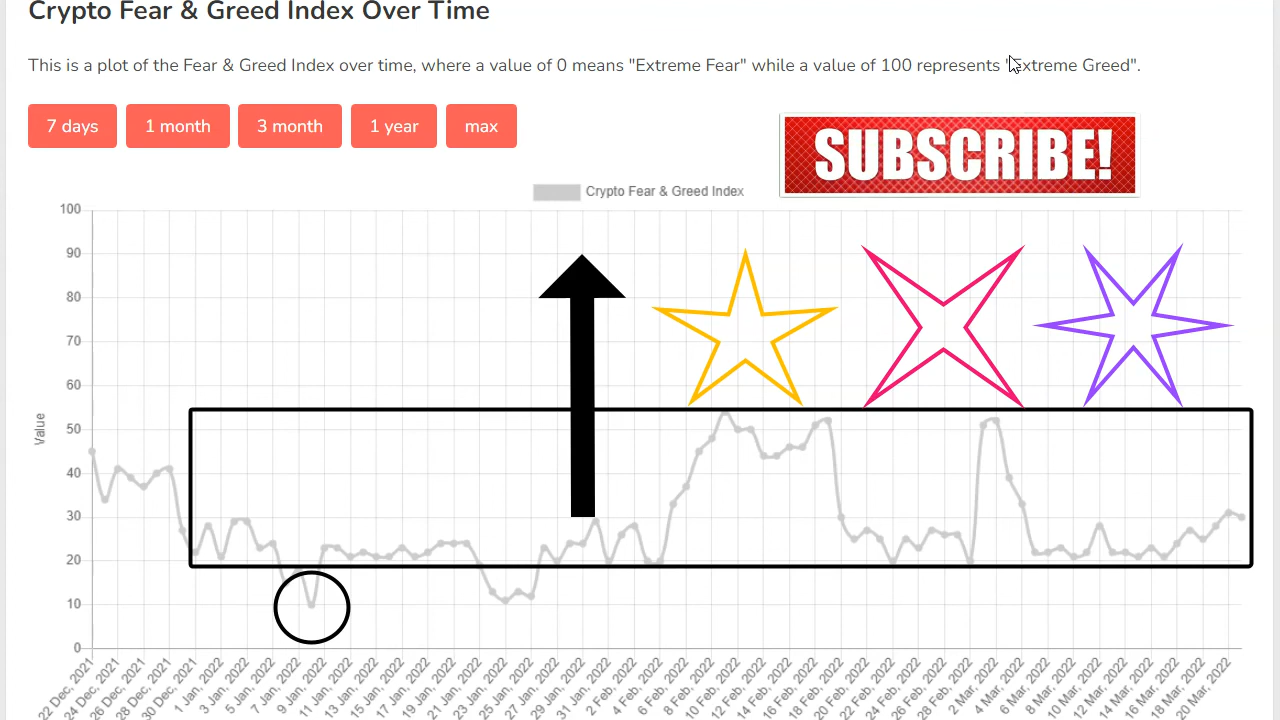 Crypto Fear & Greed Index Over Time
This is a plot of the Fear & Greed Index over time, where a value of 0 means "Extreme Fear" while a value of 100 represents "Extreme Greed".
7 days 1 month 3 month 1 year max
SUBSCRIBE!
Crypto Fear & Greed Index
100
90
80
70
60
50
40
30
20
10
0
Value
22 Dec, 2021
24 Dec, 2021
26 Dec, 2021
28 Dec, 2021
30 Dec, 2021
1 Jan, 2022
3 Jan, 2022
5 Jan, 2022
7 Jan, 2022
9 Jan, 2022
11 Jan, 2022
13 Jan, 2022
15 Jan, 2022
17 Jan, 2022
19 Jan, 2022
21 Jan, 2022
23 Jan, 2022
25 Jan, 2022
27 Jan, 2022
29 Jan, 2022
31 Jan, 2022
2 Feb, 2022
4 Feb, 2022
6 Feb, 2022
8 Feb, 2022
10 Feb, 2022
12 Feb, 2022
14 Feb, 2022
16 Feb, 2022
18 Feb, 2022
20 Feb, 2022
22 Feb, 2022
24 Feb, 2022
26 Feb, 2022
28 Feb, 2022
2 Mar, 2022
4 Mar, 2022
6 Mar, 2022
8 Mar, 2022
10 Mar, 2022
12 Mar, 2022
14 Mar, 2022
16 Mar, 2022
18 Mar, 2022
20 Mar, 2022